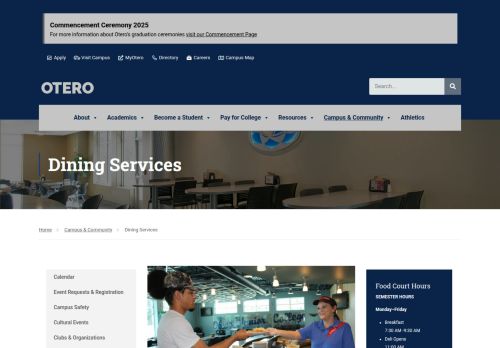 Commencement Ceremony 2025
For more information about Otero's graduation ceremonies visit our Commencement Page
Apply Visit Campus MyOtero Directory Careers Campus Map
OTERO
Search...
About Academics Become a Student Pay for College Resources Campus & Community Athletics
Dining Services
Home Campus & Community Dining Services
Calendar
Event Requests & Registration
Campus Safety
Cultural Events
Clubs & Organizations
Food Court Hours
SEMESTER HOURS
Monday–Friday
Breakfast
7:30 AM -9:30 AM
Deli Opens
11:00 AM